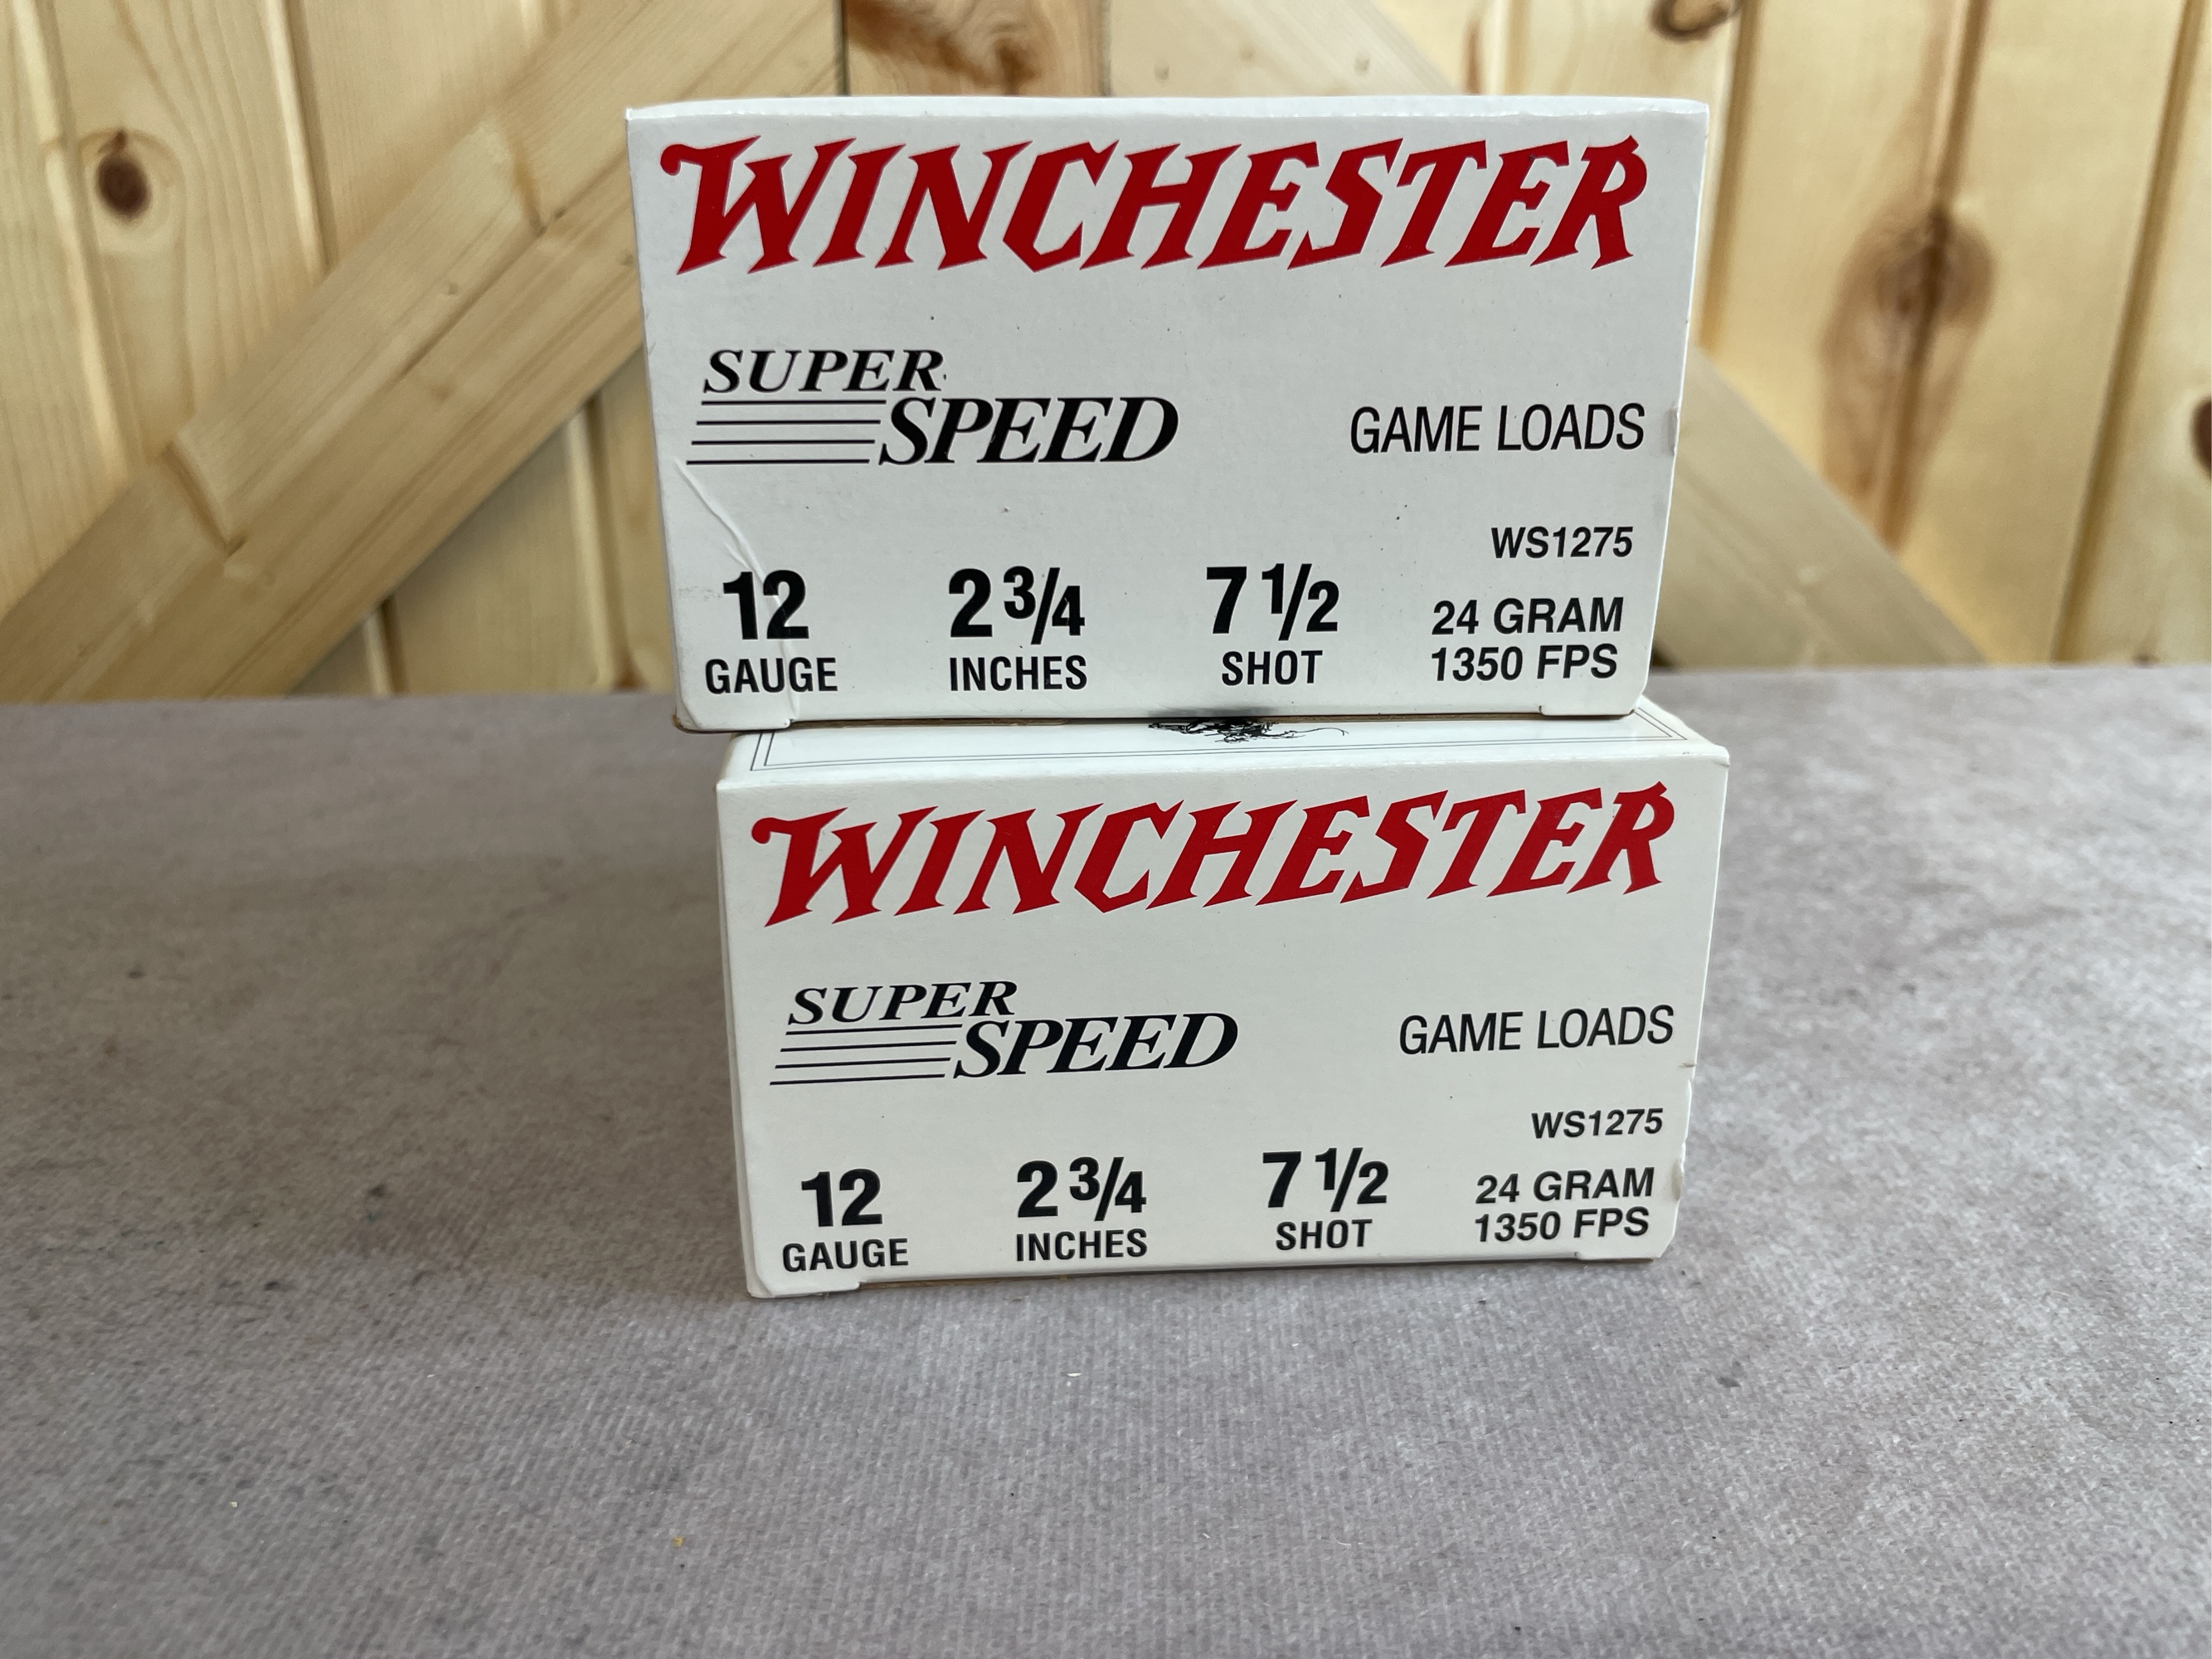 WINCHESTER
SUPER
SPEED
GAME LOADS
WS1275
12 2 3/4 7 1/2 24 GRAM
GAUGE INCHES SHOT 1350 FPS
WINCHESTER
SUPER
SPEED
GAME LOADS
WS1275
12 2 3/4 7 1/2 24 GRAM
GAUGE INCHES SHOT 1350 FPS